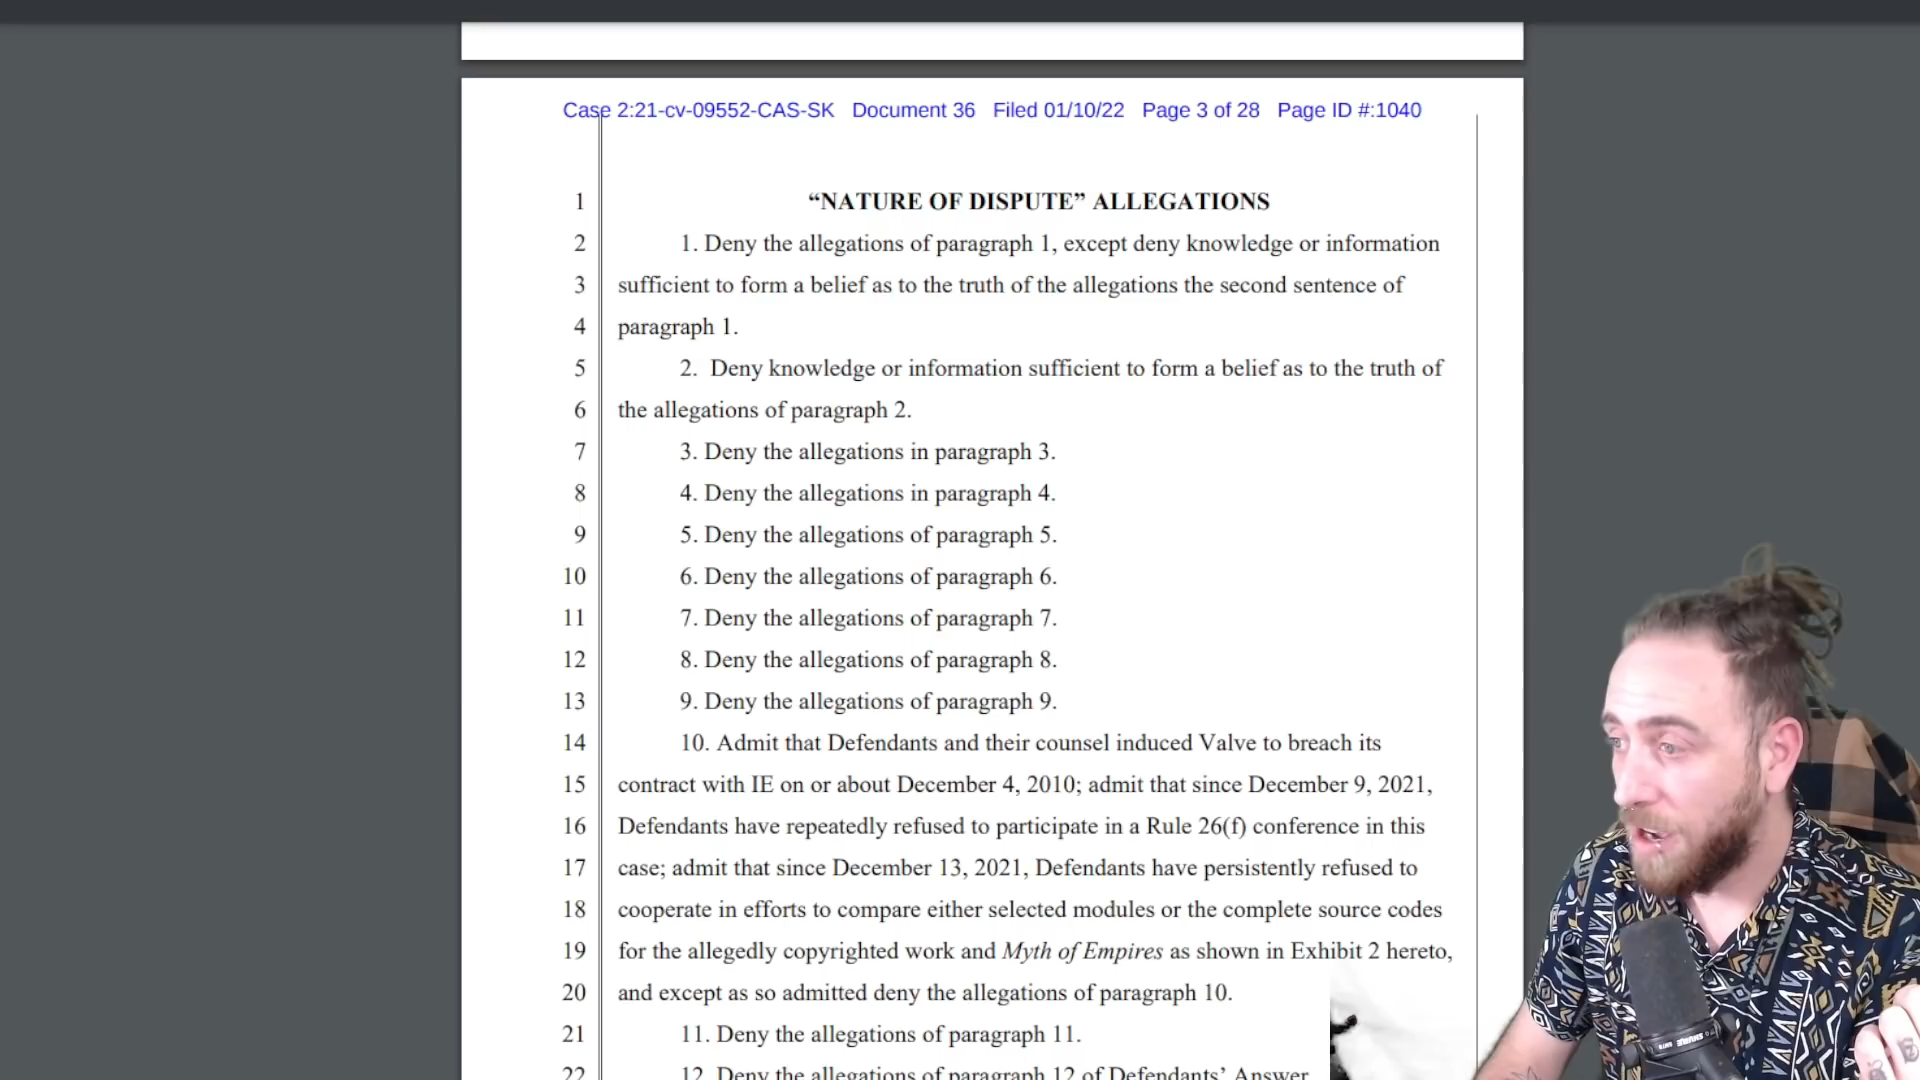 Case 2:21-cv-09552-CAS-SK Document 36 Filed 01/10/22 Page 3 of 28 Page ID #:1040
1 “NATURE OF DISPUTE” ALLEGATIONS
2 1. Deny the allegations of paragraph 1, except deny knowledge or information
3 sufficient to form a belief as to the truth of the allegations the second sentence of
4 paragraph 1.
5 2. Deny knowledge or information sufficient to form a belief as to the truth of
6 the allegations of paragraph 2.
7 3. Deny the allegations in paragraph 3.
8 4. Deny the allegations in paragraph 4.
9 5. Deny the allegations of paragraph 5.
10 6. Deny the allegations of paragraph 6.
11 7. Deny the allegations of paragraph 7.
12 8. Deny the allegations of paragraph 8.
13 9. Deny the allegations of paragraph 9.
14 10. Admit that Defendants and their counsel induced Valve to breach its
15 contract with IE on or about December 4, 2010; admit that since December 9, 2021,
16 Defendants have repeatedly refused to participate in a Rule 26(f) conference in this
17 case; admit that since December 13, 2021, Defendants have persistently refused to
18 cooperate in efforts to compare either selected modules or the complete source codes
19 for the allegedly copyrighted work and Myth of Empires as shown in Exhibit 2 hereto,
20 and except as so admitted deny the allegations of paragraph 10.
21 11. Deny the allegations of paragraph 11.
22 12. Deny the allegations of paragraph 12 of Defendants’ Answer
SHURE